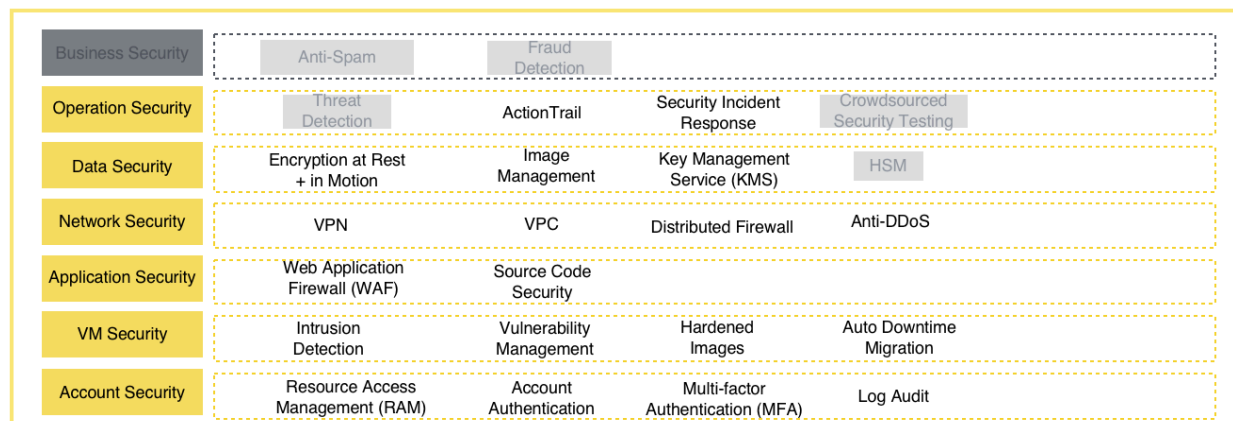 Business Security
Anti-Spam
Fraud
Detection
Operation Security
Threat
Detection
ActionTrail
Security Incident
Response
Crowdsourced
Security Testing
Data Security
Encryption at Rest
+ in Motion
Image
Management
Key Management
Service (KMS)
HSM
Network Security
VPN
VPC
Distributed Firewall
Anti-DDoS
Application Security
Web Application
Firewall (WAF)
Source Code
Security
VM Security
Intrusion
Detection
Vulnerability
Management
Hardened
Images
Auto Downtime
Migration
Account Security
Resource Access
Management (RAM)
Account
Authentication
Multi-factor
Authentication (MFA)
Log Audit